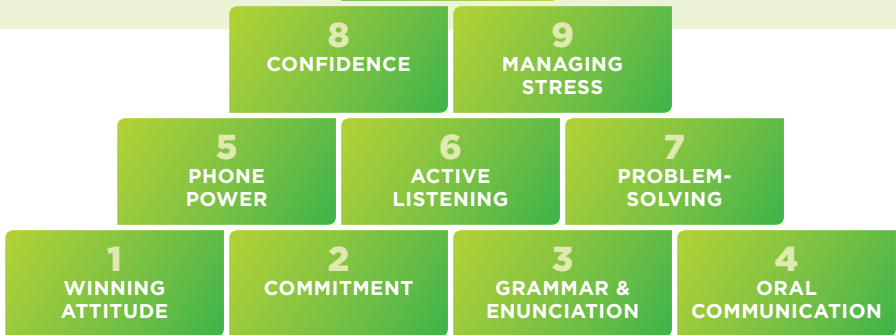 8
CONFIDENCE
9
MANAGING
STRESS
5
PHONE
POWER
6
ACTIVE
LISTENING
7
PROBLEM-
SOLVING
1
WINNING
ATTITUDE
2
COMMITMENT
3
GRAMMAR &
ENUNCIATION
4
ORAL
COMMUNICATION